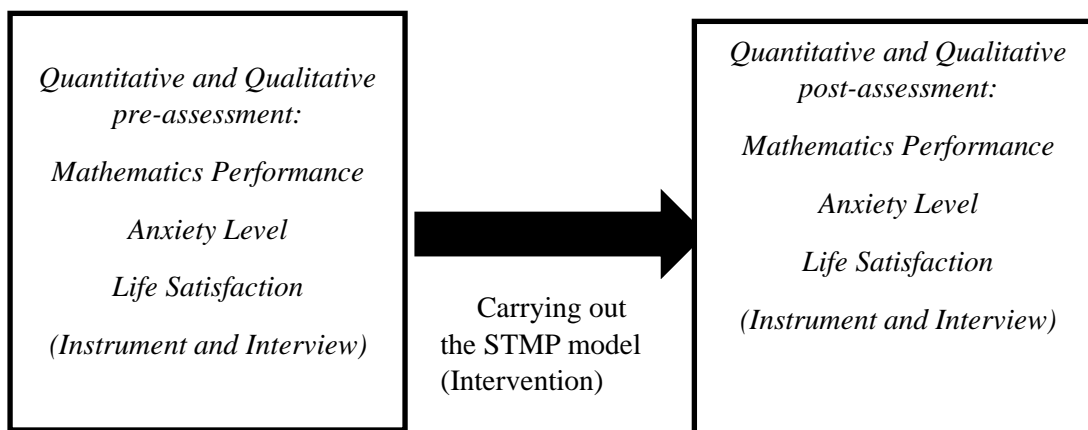 Quantitative and Qualitative
pre-assessment:
Mathematics Performance
Anxiety Level
Life Satisfaction
(Instrument and Interview)
Carrying out
the STMP model
(Intervention)
Quantitative and Qualitative
post-assessment:
Mathematics Performance
Anxiety Level
Life Satisfaction
(Instrument and Interview)